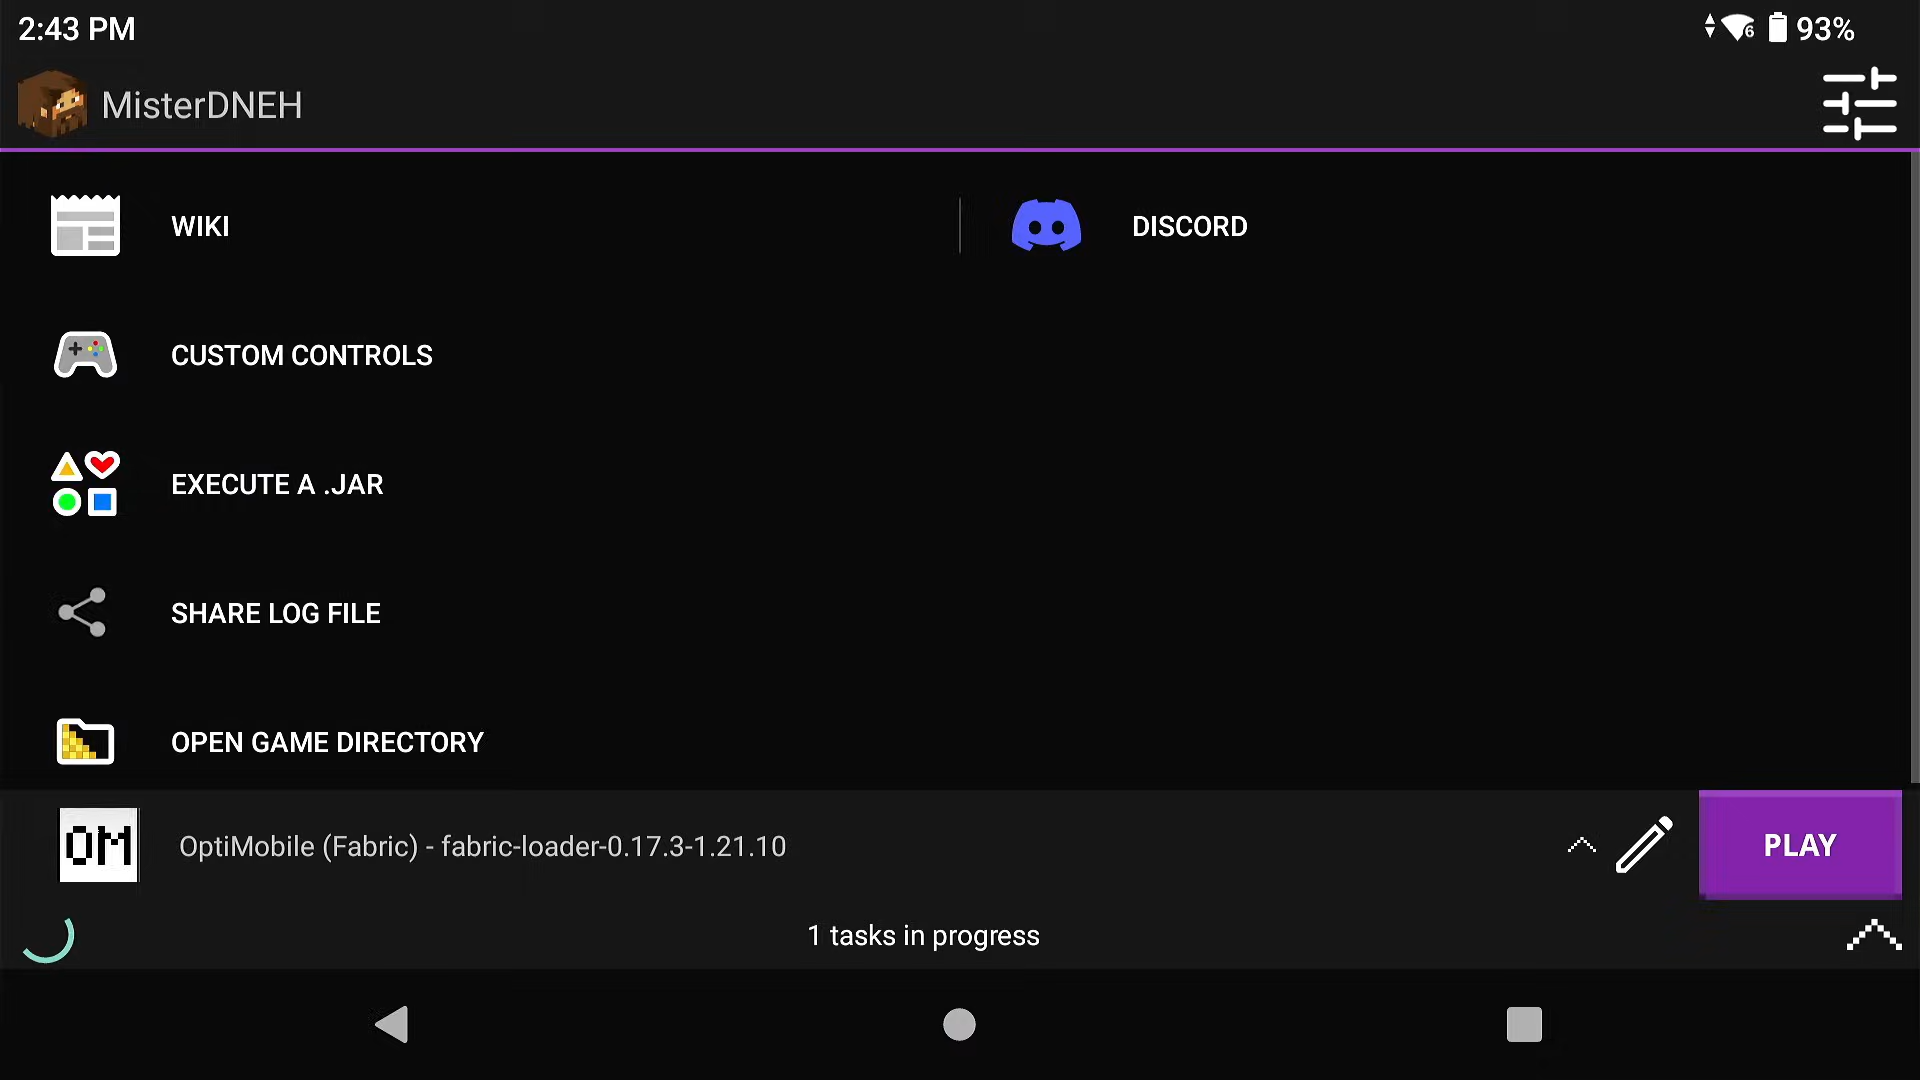 2:43 PM
6
93%
MisterDNEH
WIKI
DISCORD
CUSTOM CONTROLS
EXECUTE A .JAR
SHARE LOG FILE
OPEN GAME DIRECTORY
OM
OptiMobile (Fabric) - fabric-loader-0.17.3-1.21.10
PLAY
1 tasks in progress